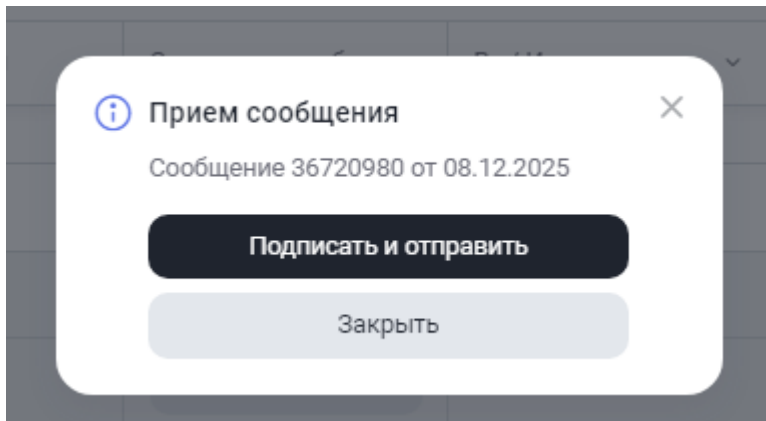 Прием сообщения
Сообщение 36720980 от 08.12.2025
Подписать и отправить
Закрыть